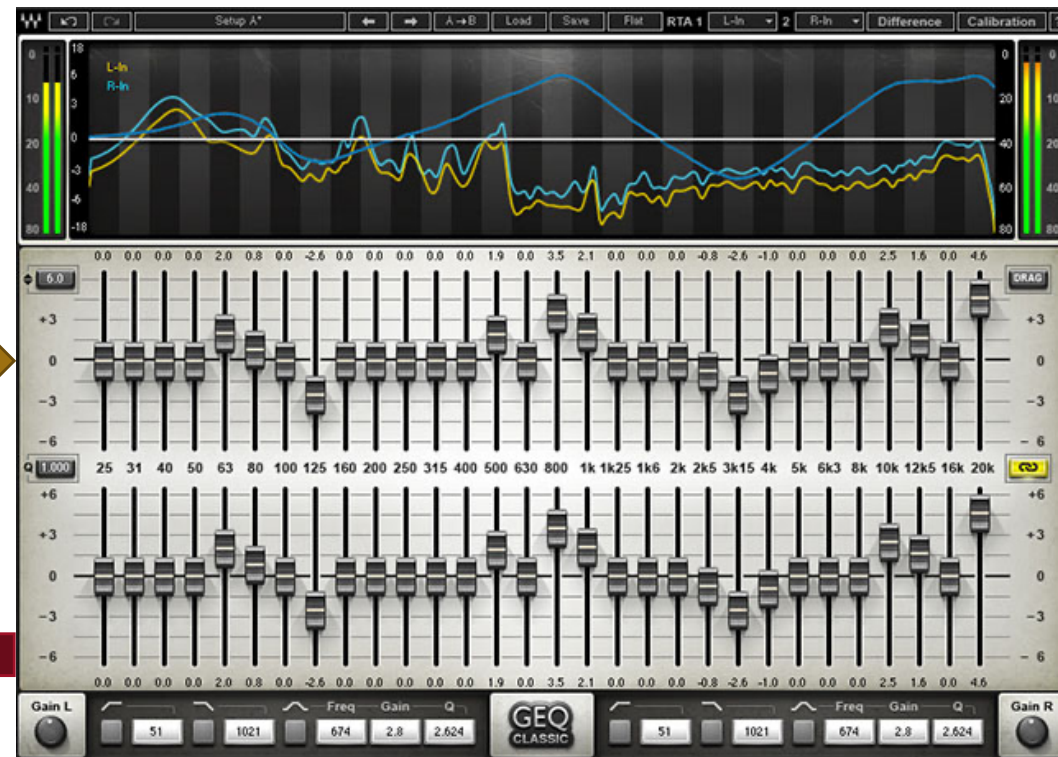 Setup A* A→B Load Save Flat RTA 1 L-In 2 R-In Difference Calibration
L-In
R-In
0 10 20 40 80
18 6 3 0 -3 -6 -18
0 20 40 60 80
0 10 20 40 80
0.0 0.0 0.0 0.0 2.0 0.8 0.0 -2.6 0.0 0.0 0.0 0.0 0.0 1.9 0.0 3.5 2.1 0.0 0.0 0.0 -0.8 -2.6 -1.0 0.0 0.0 0.0 2.5 1.6 0.0 4.6
6.0 DRAG
+3 +3
0 0
-3 -3
-6 -6
Q 1.000 25 31 40 50 63 80 100 125 160 200 250 315 400 500 630 800 1k 1k25 1k6 2k 2k5 3k15 4k 5k 6k3 8k 10k 12k5 16k 20k
+6 +6
+3 +3
0 0
-3 -3
-6 -6
0.0 0.0 0.0 0.0 2.0 0.8 0.0 -2.6 0.0 0.0 0.0 0.0 0.0 1.9 0.0 3.5 2.1 0.0 0.0 0.0 -0.8 -2.6 -1.0 0.0 0.0 0.0 2.5 1.6 0.0 4.6
Gain L Freq Gain Q GEQ Freq Gain Q Gain R
51 1021 674 2.8 2.624 CLASSIC 51 1021 674 2.8 2.624